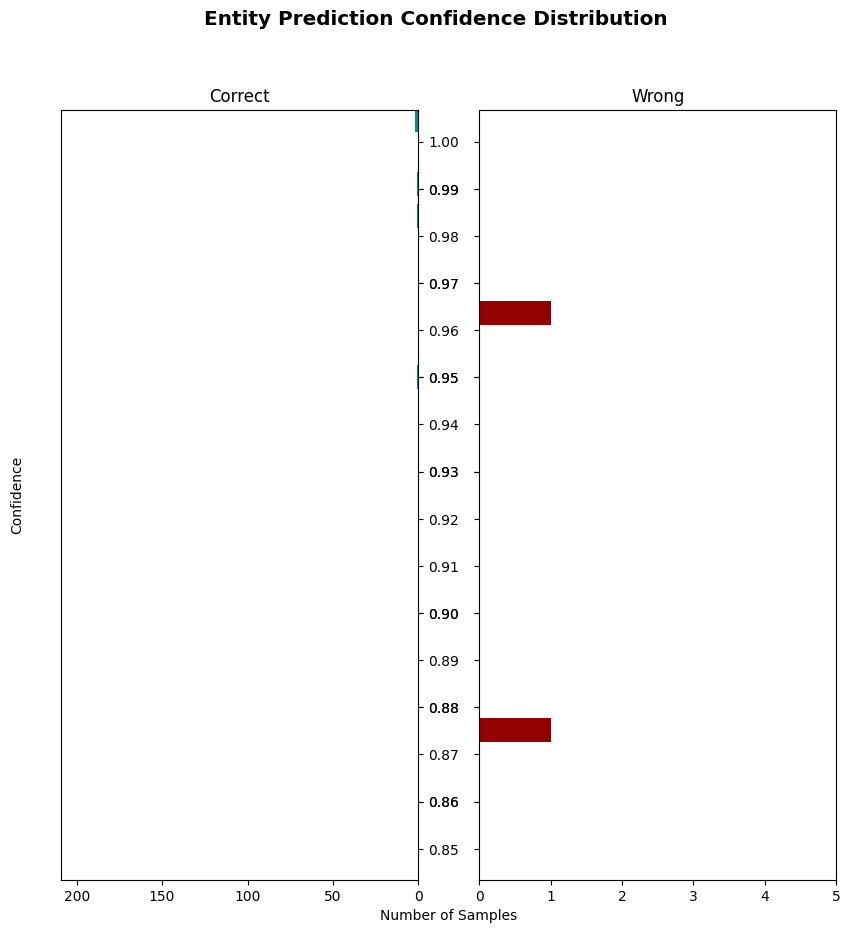 Entity Prediction Confidence Distribution
Correct
Wrong
1.00
0.99
0.98
0.97
0.96
0.95
0.94
0.93
0.92
0.91
0.90
0.89
0.88
0.87
0.86
0.85
Confidence
200 150 100 50 0
0 1 2 3 4 5
Number of Samples